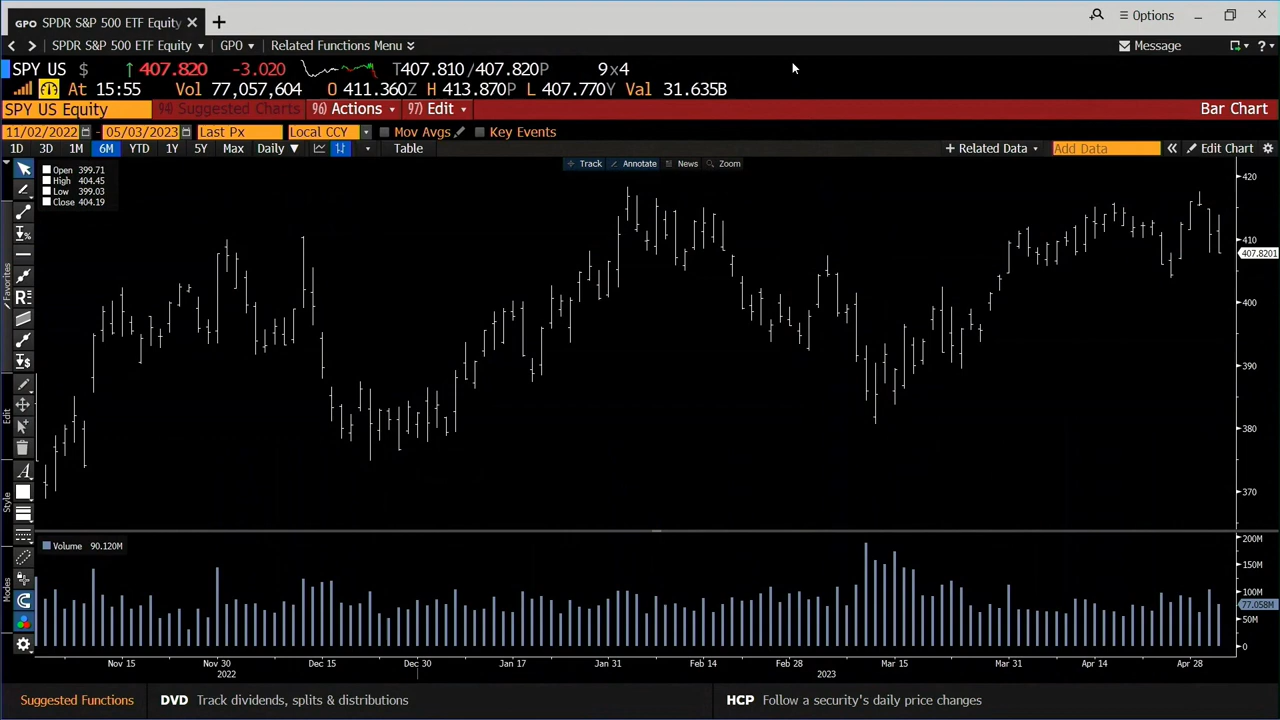 GPO SPDR S&P 500 ETF Equity
Options
SPDR S&P 500 ETF Equity GPO Related Functions Menu
Message
SPY US $ ↑ 407.820 -3.020 T407.810 /407.820P 9x4
At 15:55 Vol 77,057,604 O 411.360Z H 413.870P L 407.770Y Val 31.635B
SPY US Equity 94) Suggested Charts 96) Actions 97) Edit Bar Chart
11/02/2022 - 05/03/2023 Last Px Local CCY Mov Avgs Key Events
1D 3D 1M 6M YTD 1Y 5Y Max Daily ▼ Table + Related Data Add Data « Edit Chart
Track Annotate News Zoom
Open 399.71
High 404.45
Low 399.03
Close 404.19
420
410
407.8201
400
390
380
370
Favorites
Edit
Style
Modes
Volume 90.120M
200M
150M
100M
77.058M
50M
0
Nov 15 Nov 30 Dec 15 Dec 30 Jan 17 Jan 31 Feb 14 Feb 28 Mar 15 Mar 31 Apr 14 Apr 28
2022 2023
Suggested Functions DVD Track dividends, splits & distributions HCP Follow a security's daily price changes